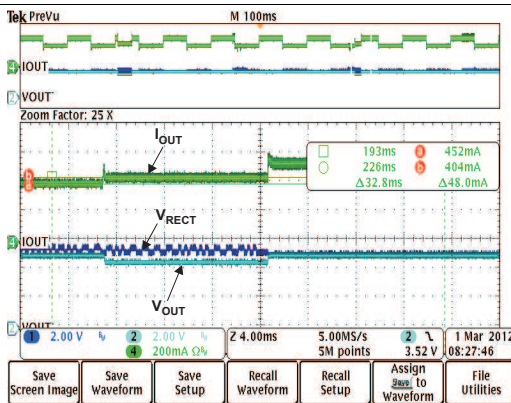 Tek PreVu M 100ms
4 IOUT
2 VOUT
Zoom Factor: 25 X
IOUT
193ms a 452mA
226ms b 404mA
Δ32.8ms Δ48.0mA
b
a
VRECT
4 IOUT
VOUT
2 VOUT
1 2.00 V 2 2.00 V Z 4.00ms 5.00MS/s 2 1 Mar 2012
4 200mA Ω 5M points 3.52 V 08:27:46
Save Screen Image
Save Waveform
Save Setup
Recall Waveform
Recall Setup
Assign Save to Waveform
File Utilities